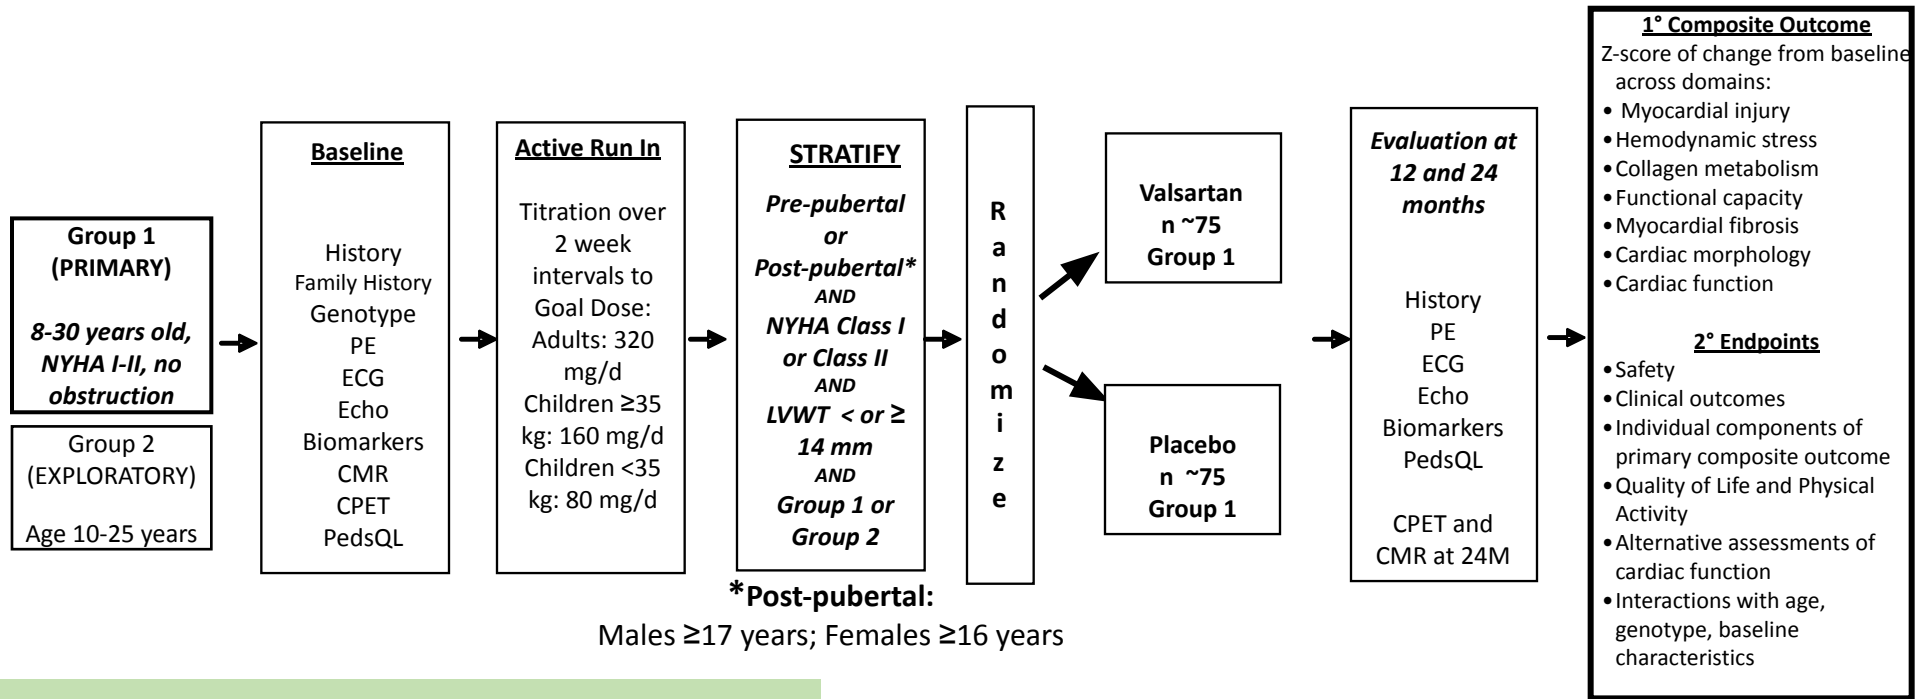 Group 1
(PRIMARY)
8-30 years old,
NYHA I-II, no
obstruction
Group 2
(EXPLORATORY)
Age 10-25 years
Baseline
History
Family History
Genotype
PE
ECG
Echo
Biomarkers
CMR
CPET
PedsQL
Active Run In
Titration over
2 week
intervals to
Goal Dose:
Adults: 320
mg/d
Children ≥35
kg: 160 mg/d
Children <35
kg: 80 mg/d
STRATIFY
Pre-pubertal
or
Post-pubertal*
AND
NYHA Class I
or Class II
AND
LVWT < or ≥
14 mm
AND
Group 1 or
Group 2
*Post-pubertal:
Males ≥17 years; Females ≥16 years
R
a
n
d
o
m
i
z
e
Valsartan
n ~75
Group 1
Placebo
n ~75
Group 1
Evaluation at
12 and 24
months
History
PE
ECG
Echo
Biomarkers
PedsQL
CPET and
CMR at 24M
1° Composite Outcome
Z-score of change from baseline
across domains:
• Myocardial injury
• Hemodynamic stress
• Collagen metabolism
• Functional capacity
• Myocardial fibrosis
• Cardiac morphology
• Cardiac function
2° Endpoints
• Safety
• Clinical outcomes
• Individual components of
primary composite outcome
• Quality of Life and Physical
Activity
• Alternative assessments of
cardiac function
• Interactions with age,
genotype, baseline
characteristics